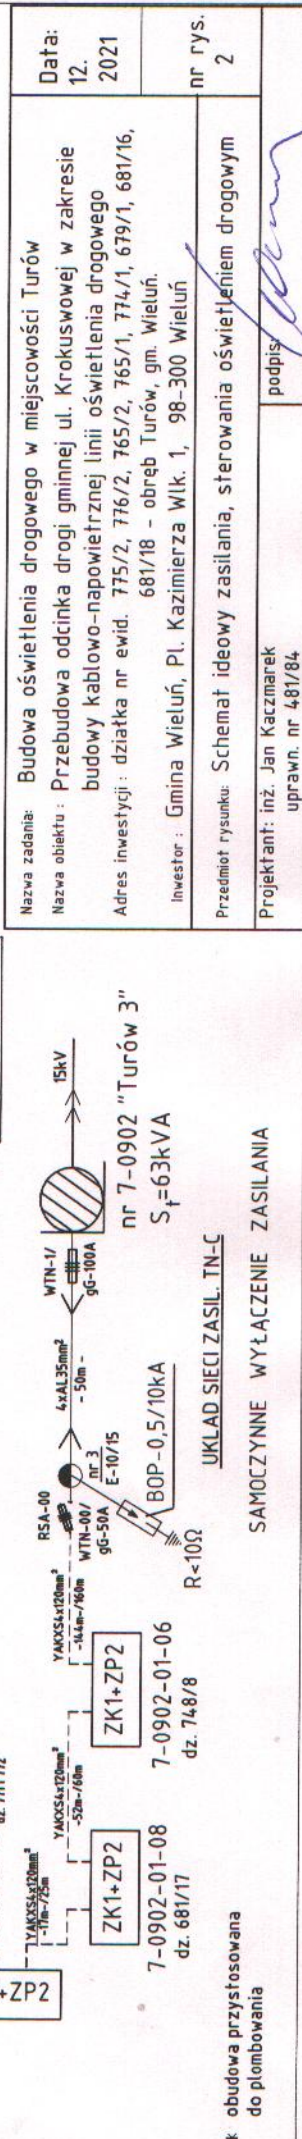 dz. 7
+ZP2
YAKXS4x120mm²
-17m-/25m
YAKXS4x120mm²
-52m-/60m
YAKXS4x120mm²
-144m-/160m
RSA-00
WTN-00/
gG-50A
nr 3
E-10/15
4xAL35mm²
- 50m -
WTN-1/
gG-100A
15kV
nr 7-0902 "Turów 3"
St=63kVA
ZK1+ZP2
7-0902-01-08
dz. 681/17
ZK1+ZP2
7-0902-01-06
dz. 748/8
BOP-0,5/10kA
R<10Ω
UKŁAD SIECI ZASIL. TN-C
SAMOCZYNNE WYŁĄCZENIE ZASILANIA
k obudowa przystosowana
do plombowania
Nazwa zadania: Budowa oświetlenia drogowego w miejscowości Turów
Nazwa obiektu : Przebudowa odcinka drogi gminnej ul. Krokuswowej w zakresie
budowy kablowo-napowietrznej linii oświetlenia drogowego
Adres inwestycji : działka nr ewid. 775/2, 776/2, 765/2, 765/1, 774/1, 679/1, 681/16,
681/18 - obręb Turów, gm. Wieluń.
Inwestor : Gmina Wieluń, Pl. Kazimierza Wlk. 1, 98-300 Wieluń
Data:
12.
2021
Przedmiot rysunku: Schemat ideowy zasilania, sterowania oświetleniem drogowym
nr rys.
2
Projektant: inż. Jan Kaczmarek
uprawn. nr 481/84
podpis: